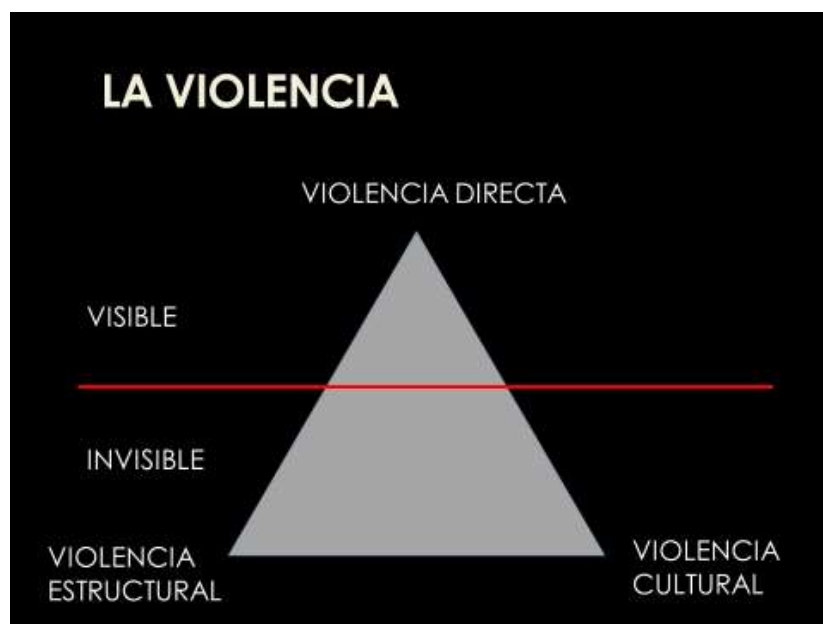 LA VIOLENCIA
VIOLENCIA DIRECTA
VISIBLE
INVISIBLE
VIOLENCIA
ESTRUCTURAL
VIOLENCIA
CULTURAL